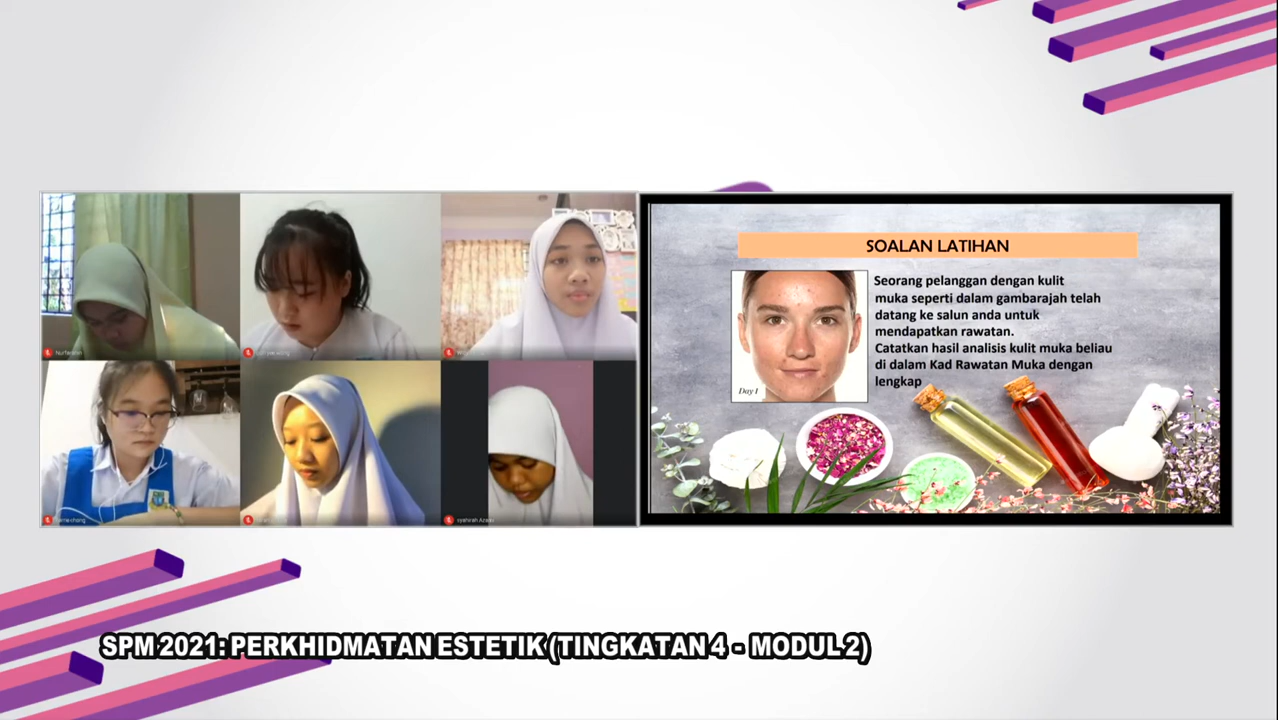 SOALAN LATIHAN
Seorang pelanggan dengan kulit
muka seperti dalam gambarajah telah
datang ke salun anda untuk
mendapatkan rawatan.
Catatkan hasil analisis kulit muka beliau
di dalam Kad Rawatan Muka dengan
lengkap
Day 1
SPM 2021: PERKHIDMATAN ESTETIK (TINGKATAN 4 - MODUL 2)